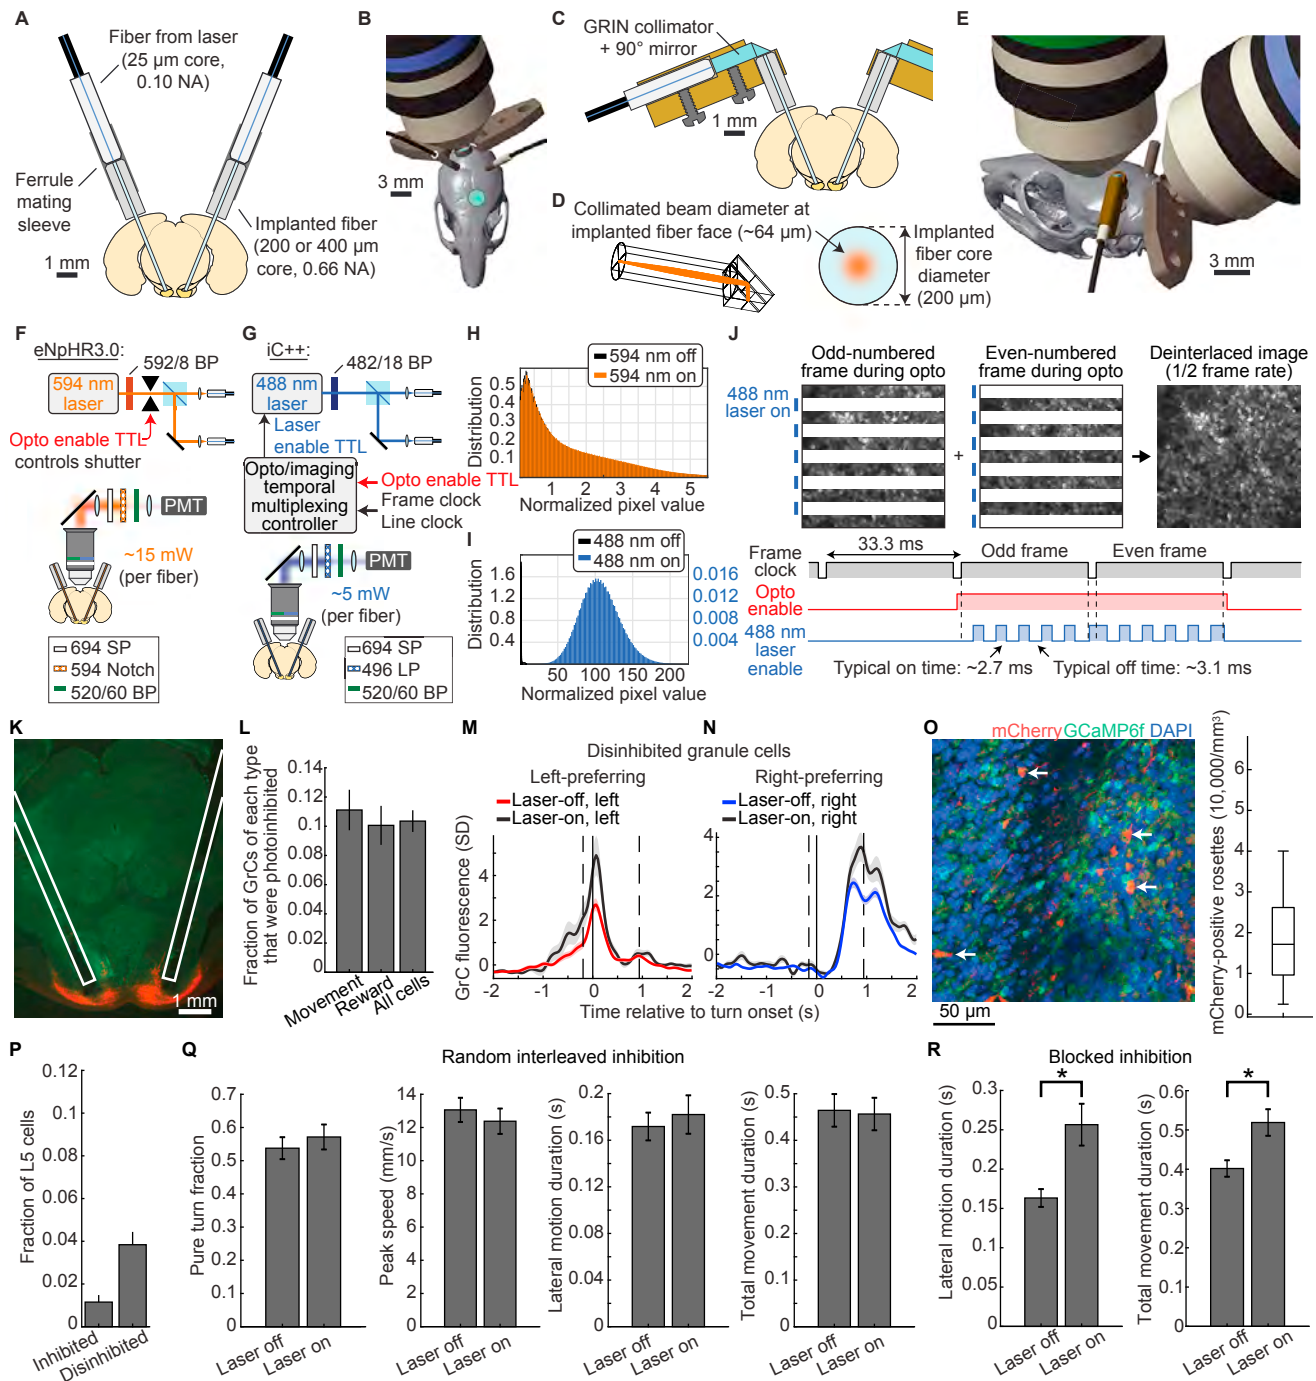 A
Fiber from laser
(25 µm core,
0.10 NA)
Ferrule
mating
sleeve
Implanted fiber
(200 or 400 µm
core, 0.66 NA)
1 mm
B
3 mm
C
GRIN collimator
+ 90° mirror
1 mm
D
Collimated beam diameter at
implanted fiber face (~64 µm)
Implanted
fiber core
diameter
(200 µm)
E
3 mm
F
eNpHR3.0:
592/8 BP
594 nm
laser
Opto enable TTL
controls shutter
PMT
~15 mW
(per fiber)
694 SP
594 Notch
520/60 BP
G
iC++:
482/18 BP
488 nm
laser
Laser
enable TTL
Opto/imaging
temporal
multiplexing
controller
Opto enable TTL
Frame clock
Line clock
PMT
~5 mW
(per fiber)
694 SP
496 LP
520/60 BP
H
594 nm off
594 nm on
Distribution
0.5
0.4
0.3
0.2
0.1
1 2 3 4 5
Normalized pixel value
I
488 nm off
488 nm on
Distribution
1.6
1.2
0.8
0.4
0.016
0.012
0.008
0.004
50 100 150 200
Normalized pixel value
J
Odd-numbered
frame during opto
Even-numbered
frame during opto
Deinterlaced image
(1/2 frame rate)
488 nm
laser on
+
Frame
clock
33.3 ms
Odd frame
Even frame
Opto
enable
488 nm
laser
enable
Typical on time: ~2.7 ms
Typical off time: ~3.1 ms
K
1 mm
L
Fraction of GrCs of each type
that were photoinhibited
0.14
0.12
0.1
0.08
0.06
0.04
0.02
0
Movement
Reward
All cells
Disinhibited granule cells
M
Left-preferring
Laser-off, left
Laser-on, left
GrC fluorescence (SD)
4
2
0
-2 -1 0 1 2
N
Right-preferring
Laser-off, right
Laser-on, right
4
2
0
-2 -1 0 1 2
Time relative to turn onset (s)
O
mCherry GCaMP6f DAPI
50 µm
mCherry-positive rosettes (10,000/mm³)
6
5
4
3
2
1
0
P
Fraction of L5 cells
0.12
0.1
0.08
0.06
0.04
0.02
0
Inhibited
Disinhibited
Q
Random interleaved inhibition
Pure turn fraction
0.7
0.6
0.5
0.4
0.3
0.2
0.1
0
Laser off
Laser on
Peak speed (mm/s)
14
12
10
8
6
4
2
0
Laser off
Laser on
Lateral motion duration (s)
0.2
0.16
0.12
0.08
0.04
0
Laser off
Laser on
Total movement duration (s)
0.5
0.4
0.3
0.2
0.1
0
Laser off
Laser on
R
Blocked inhibition
Lateral motion duration (s)
0.3
0.25
0.2
0.15
0.1
0.05
0
*
Laser off
Laser on
Total movement duration (s)
0.6
0.5
0.4
0.3
0.2
0.1
0
*
Laser off
Laser on